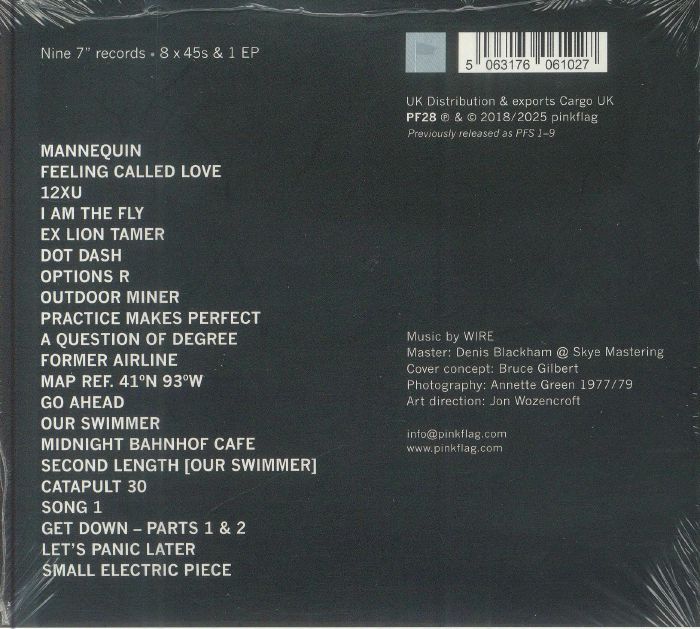 Nine 7” records • 8 x 45s & 1 EP
MANNEQUIN
FEELING CALLED LOVE
12XU
I AM THE FLY
EX LION TAMER
DOT DASH
OPTIONS R
OUTDOOR MINER
PRACTICE MAKES PERFECT
A QUESTION OF DEGREE
FORMER AIRLINE
MAP REF. 41ºN 93ºW
GO AHEAD
OUR SWIMMER
MIDNIGHT BAHNHOF CAFE
SECOND LENGTH [OUR SWIMMER]
CATAPULT 30
SONG 1
GET DOWN – PARTS 1 & 2
LET'S PANIC LATER
SMALL ELECTRIC PIECE
5 063176 061027
UK Distribution & exports Cargo UK
PF28 ℗ & © 2018/2025 pinkflag
Previously released as PFS 1–9
Music by WIRE
Master: Denis Blackham @ Skye Mastering
Cover concept: Bruce Gilbert
Photography: Annette Green 1977/79
Art direction: Jon Wozencroft
info@pinkflag.com
www.pinkflag.com